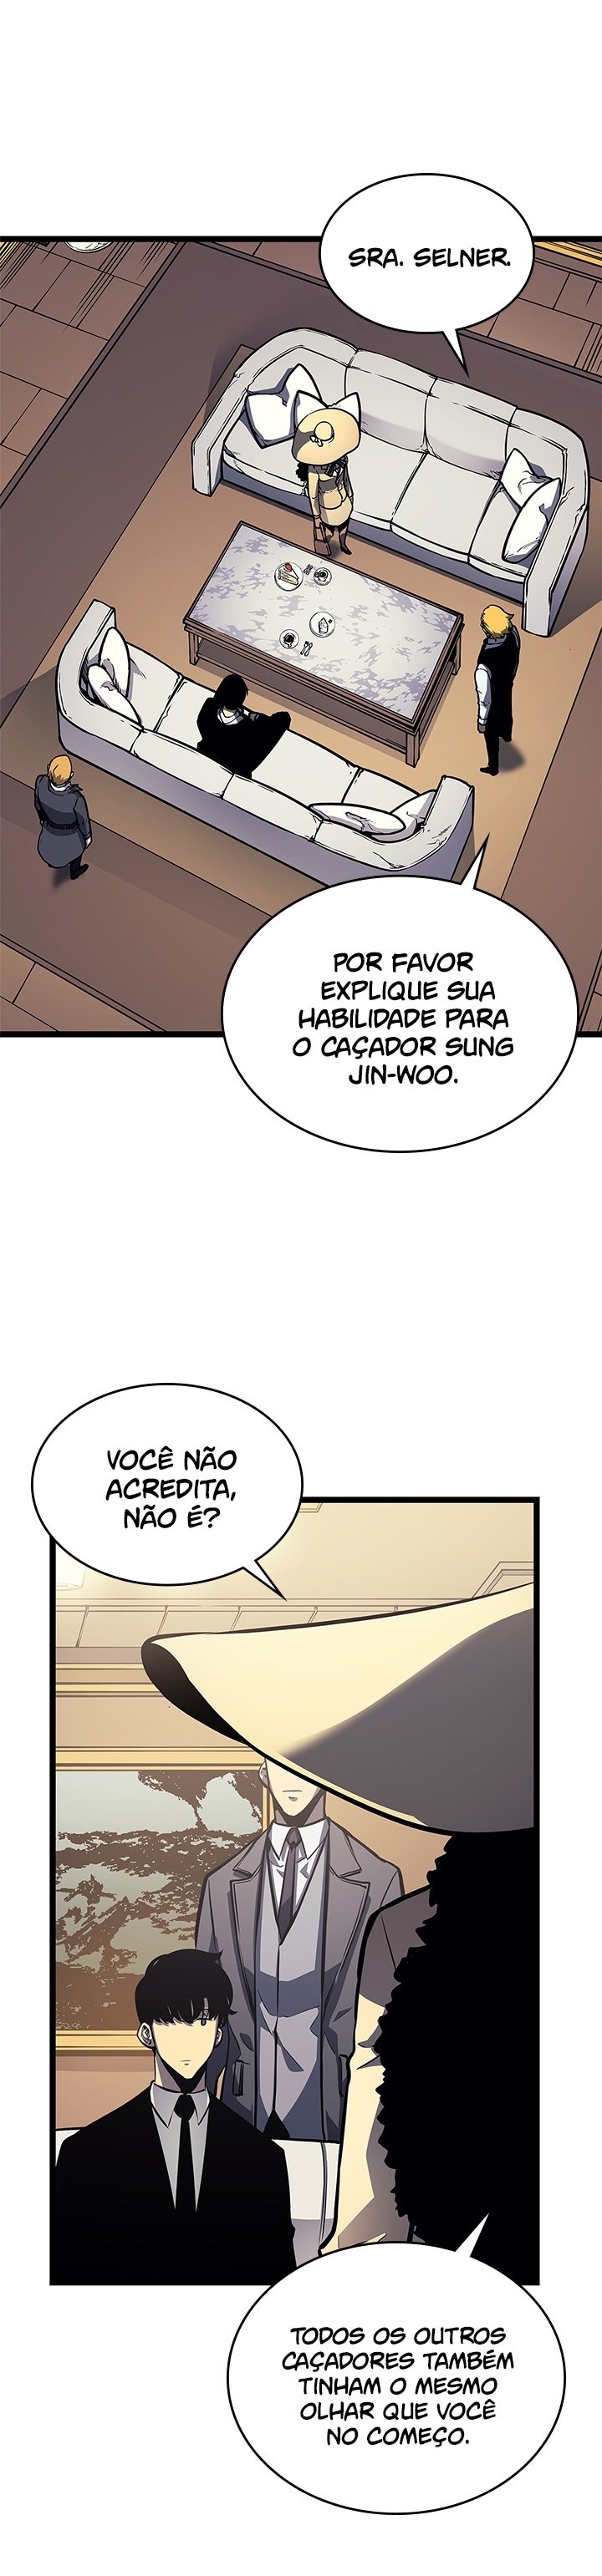 SRA. SELNER.
POR FAVOR
EXPLIQUE SUA
HABILIDADE PARA
O CAÇADOR SUNG
JIN-WOO.
VOCÊ NÃO
ACREDITA,
NÃO É?
TODOS OS OUTROS
CAÇADORES TAMBÉM
TINHAM O MESMO
OLHAR QUE VOCÊ
NO COMEÇO.